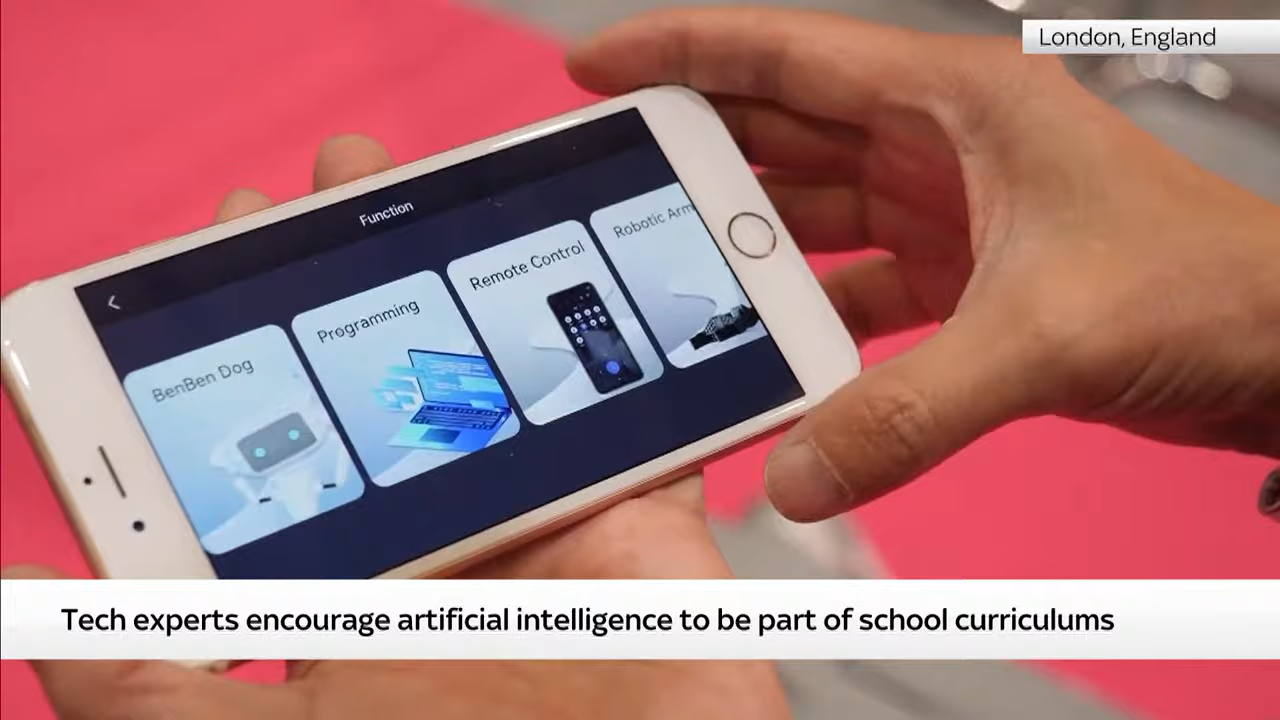 London, England
Function
BenBen Dog
Programming
Remote Control
Robotic Arm
Tech experts encourage artificial intelligence to be part of school curriculums